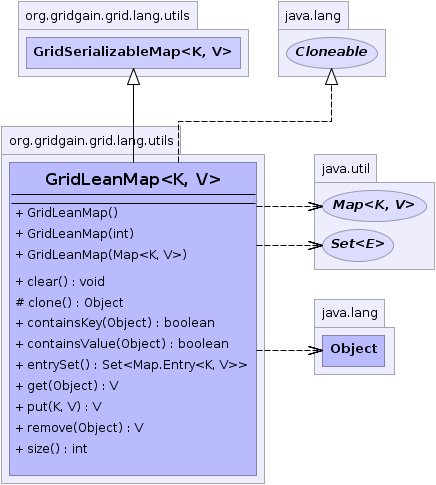 org.gridgain.grid.lang.utils
GridSerializableMap<K, V>
java.lang
Cloneable
org.gridgain.grid.lang.utils
GridLeanMap<K, V>
+ GridLeanMap()
+ GridLeanMap(int)
+ GridLeanMap(Map<K, V>)
+ clear() : void
# clone() : Object
+ containsKey(Object) : boolean
+ containsValue(Object) : boolean
+ entrySet() : Set<Map.Entry<K, V>>
+ get(Object) : V
+ put(K, V) : V
+ remove(Object) : V
+ size() : int
java.util
Map<K, V>
Set<E>
java.lang
Object